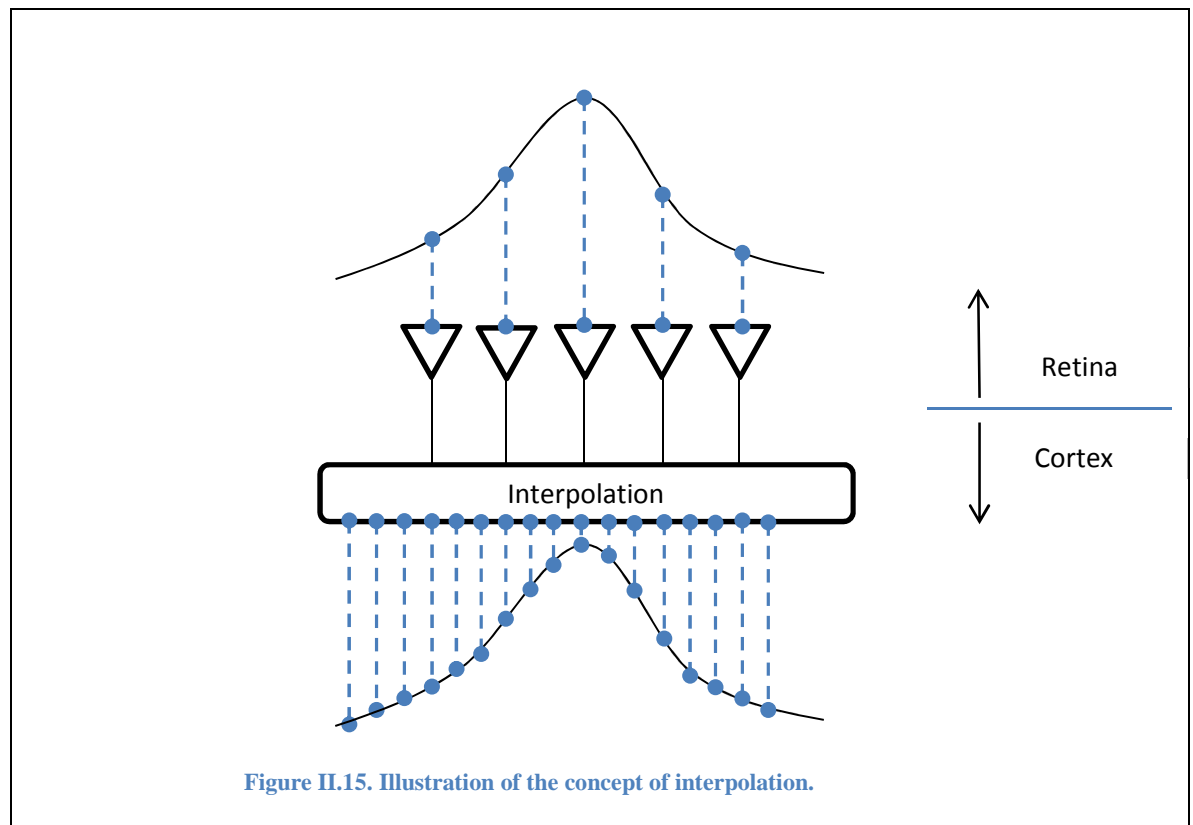 Retina
Cortex
Interpolation
Figure II.15. Illustration of the concept of interpolation.